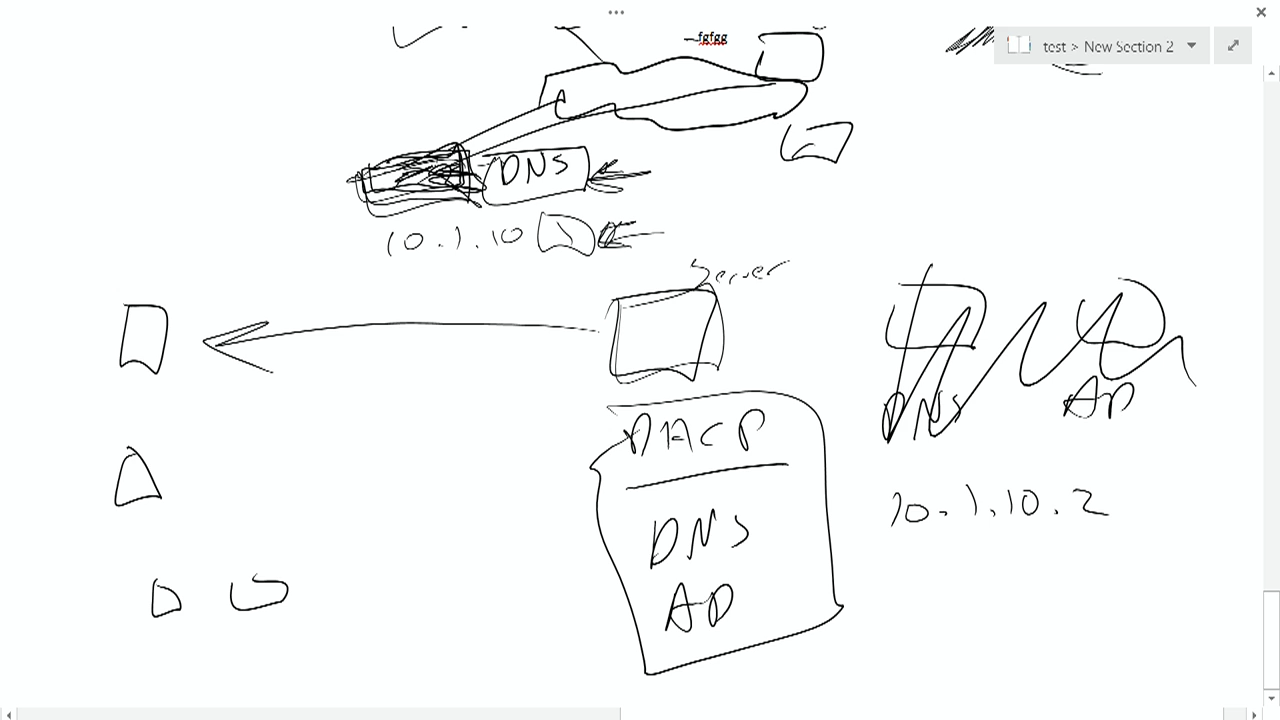 fgfgg
test > New Section 2
DNS
10.1.10
Server
DNS
AD
DHCP
10.1.10.2
DNS
AD